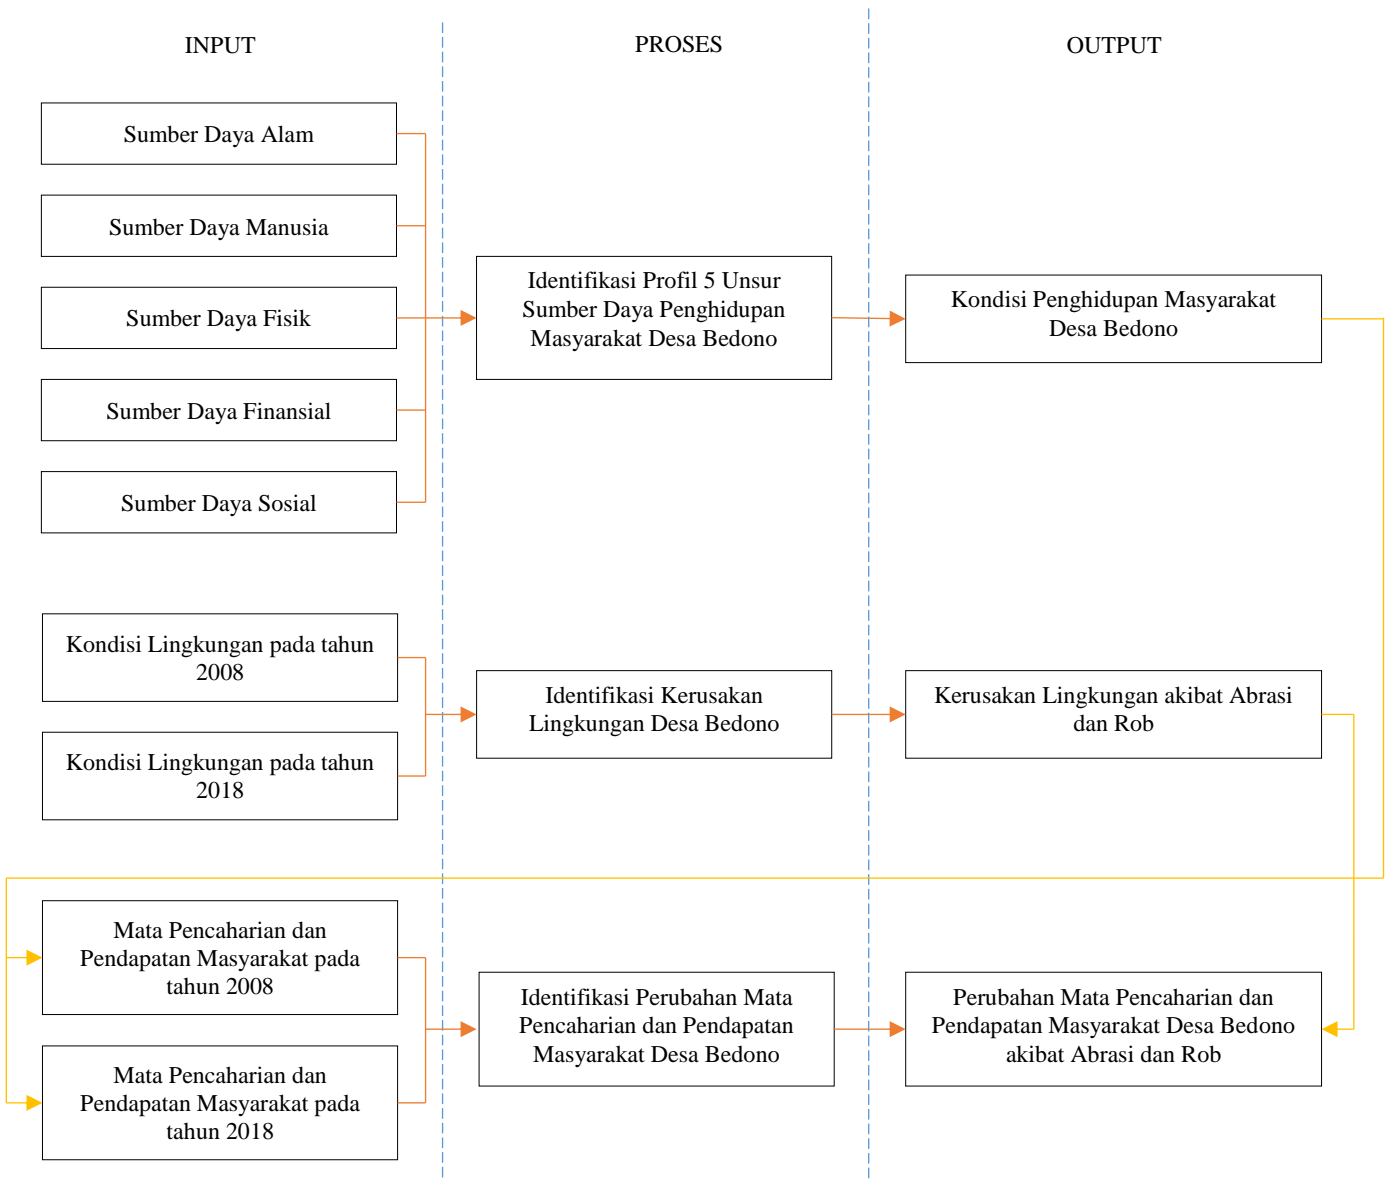 INPUT
PROSES
OUTPUT
Sumber Daya Alam
Sumber Daya Manusia
Sumber Daya Fisik
Sumber Daya Finansial
Sumber Daya Sosial
Identifikasi Profil 5 Unsur
Sumber Daya Penghidupan
Masyarakat Desa Bedono
Kondisi Penghidupan Masyarakat
Desa Bedono
Kondisi Lingkungan pada tahun
2008
Kondisi Lingkungan pada tahun
2018
Identifikasi Kerusakan
Lingkungan Desa Bedono
Kerusakan Lingkungan akibat Abrasi
dan Rob
Mata Pencaharian dan
Pendapatan Masyarakat pada
tahun 2008
Mata Pencaharian dan
Pendapatan Masyarakat pada
tahun 2018
Identifikasi Perubahan Mata
Pencaharian dan Pendapatan
Masyarakat Desa Bedono
Perubahan Mata Pencaharian dan
Pendapatan Masyarakat Desa Bedono
akibat Abrasi dan Rob